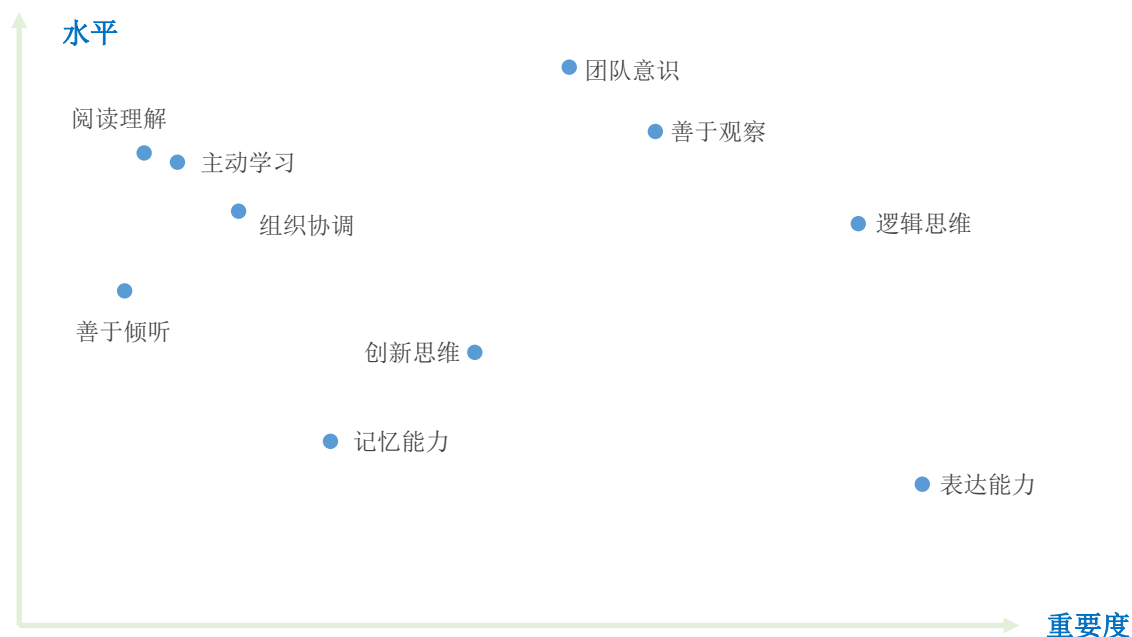 水平
团队意识
阅读理解
善于观察
主动学习
组织协调
逻辑思维
善于倾听
创新思维
记忆能力
表达能力
重要度